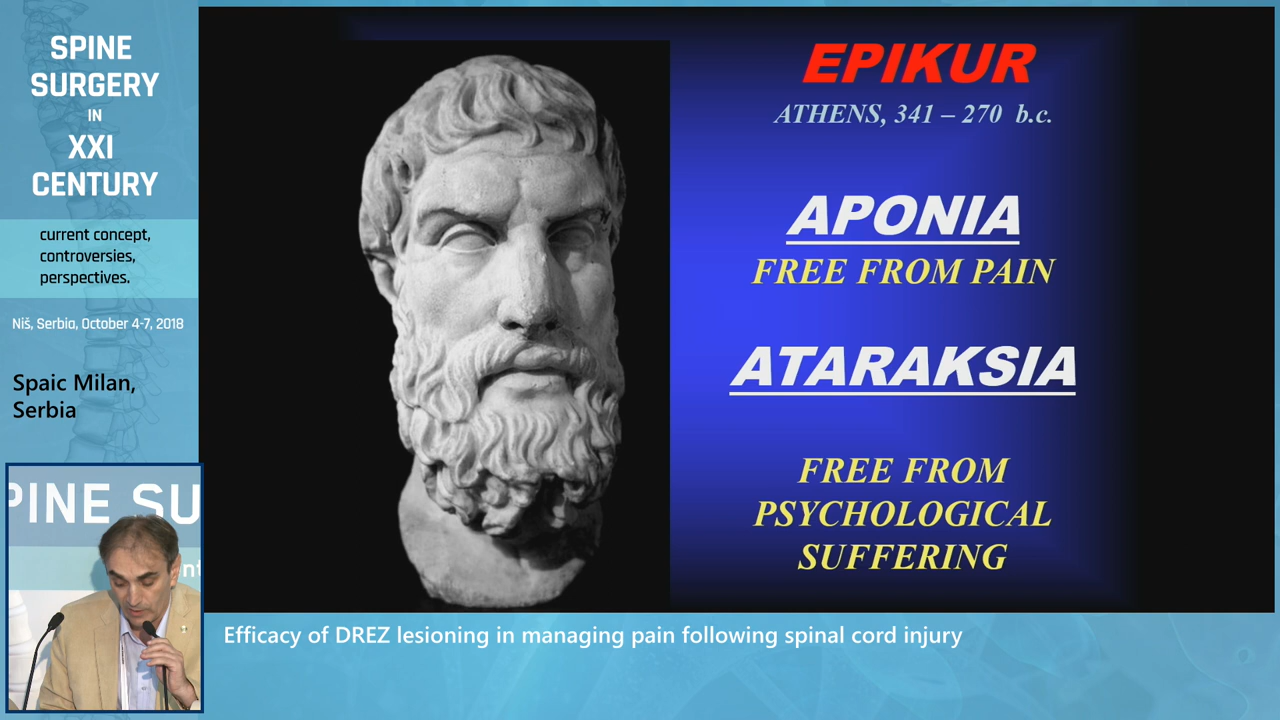 SPINE
SURGERY
IN
XXI
CENTURY
current concept,
controversies,
perspectives.
Niš, Serbia, October 4-7, 2018
Spaic Milan,
Serbia
PINE SU
nt
EPIKUR
ATHENS, 341 – 270 b.c.
APONIA
FREE FROM PAIN
ATARAKSIA
FREE FROM
PSYCHOLOGICAL
SUFFERING
Efficacy of DREZ lesioning in managing pain following spinal cord injury